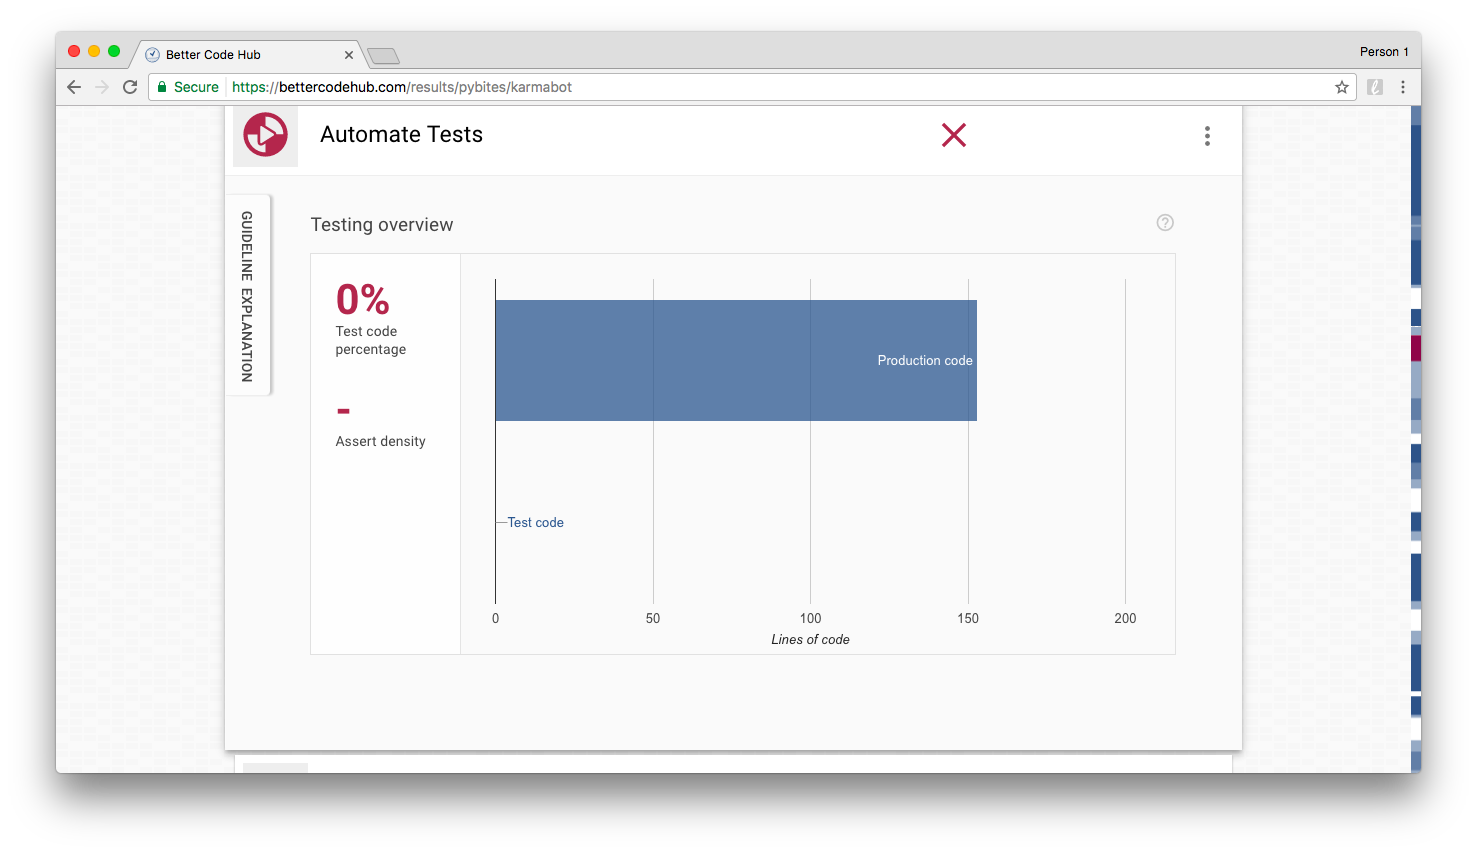 Better Code Hub
Person 1
Secure
https://bettercodehub.com/results/pybites/karmabot
Automate Tests
GUIDELINE EXPLANATION
Testing overview
0%
Test code
percentage
-
Assert density
Production code
Test code
0 50 100 150 200
Lines of code